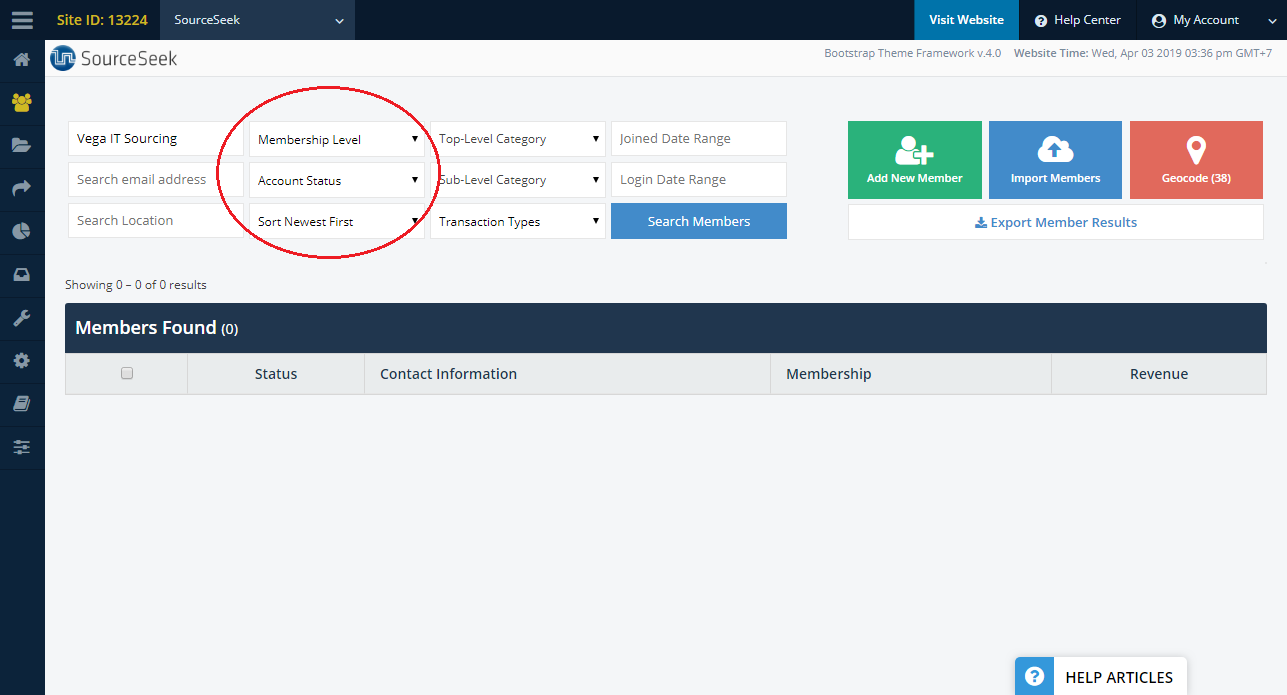 Site ID: 13224 SourceSeek Visit Website Help Center My Account
SourceSeek Bootstrap Theme Framework v.4.0 Website Time: Wed, Apr 03 2019 03:36 pm GMT+7
Vega IT Sourcing Membership Level Top-Level Category Joined Date Range
Search email address Account Status Sub-Level Category Login Date Range
Search Location Sort Newest First Transaction Types Search Members
Add New Member Import Members Geocode (38)
Export Member Results
Showing 0 – 0 of 0 results
Members Found (0)
Status Contact Information Membership Revenue
HELP ARTICLES